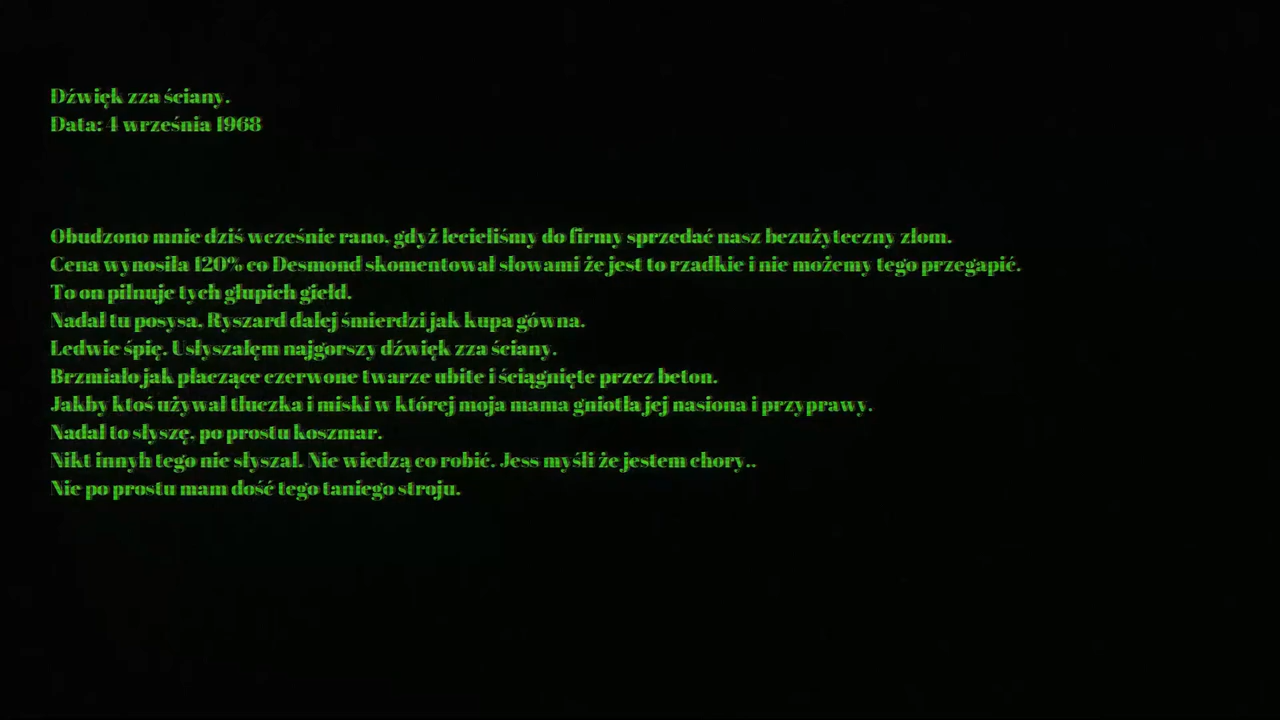 Dźwięk zza ściany.
Data: 4 września 1968
Obudzono mnie dziś wcześnie rano, gdyż lecieliśmy do firmy sprzedać nasz bezużyteczny złom.
Cena wynosiła 120% co Desmond skomentował słowami że jest to rzadkie i nie możemy tego przegapić.
To on pilnuje tych głupich giełd.
Nadal tu posysa, Ryszard dalej śmierdzi jak kupa gówna.
Ledwie śpię. Usłyszałęm najgorszy dźwięk zza ściany.
Brzmiało jak płaczące czerwone twarze ubite i ściągnięte przez beton.
Jakby ktoś używał tłuczka i miski w której moja mama gniotła jej nasiona i przyprawy.
Nadal to słyszę, po prostu koszmar.
Nikt innyh tego nie słyszał. Nie wiedzą co robić. Jess myśli że jestem chory..
Nie po prostu mam dość tego taniego stroju.